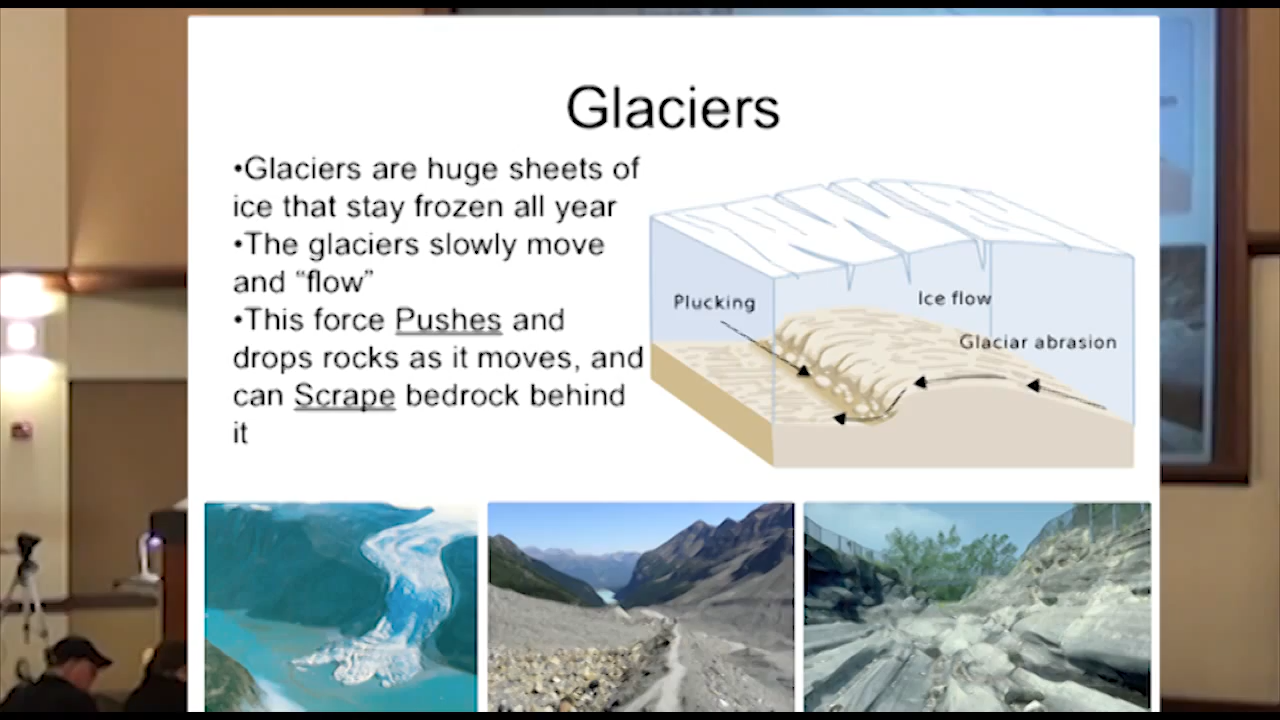 Glaciers
•Glaciers are huge sheets of
ice that stay frozen all year
•The glaciers slowly move
and “flow”
•This force Pushes and
drops rocks as it moves, and
can Scrape bedrock behind
it
Plucking
Ice flow
Glaciar abrasion